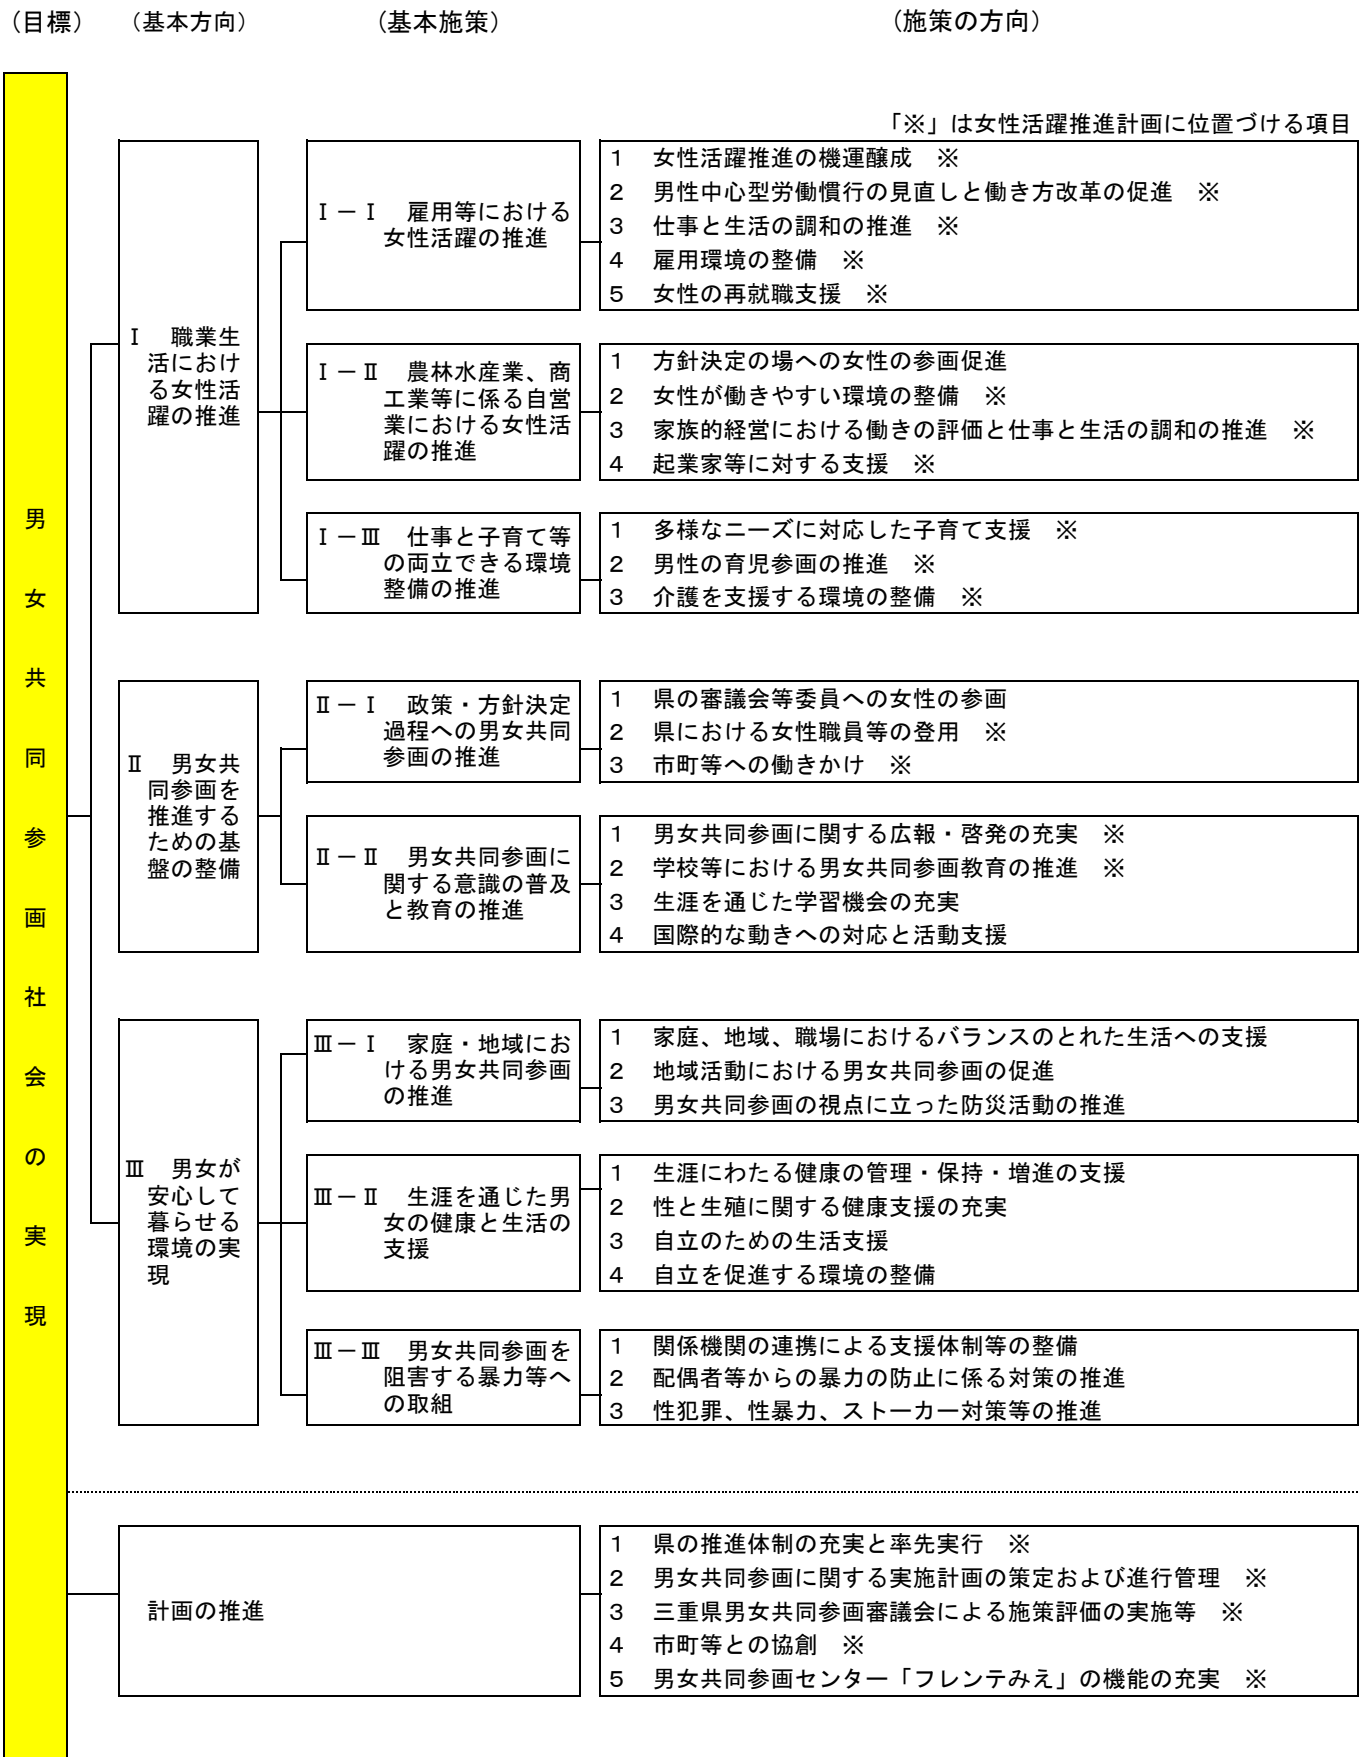 （目標）　（基本方向）　（基本施策）　（施策の方向）
「※」は女性活躍推進計画に位置づける項目
男女共同参画社会の実現
Ⅰ　職業生
活におけ
る女性活
躍の推進
Ⅰ－Ⅰ　雇用等における
女性活躍の推進
1　女性活躍推進の機運醸成　※
2　男性中心型労働慣行の見直しと働き方改革の促進　※
3　仕事と生活の調和の推進　※
4　雇用環境の整備　※
5　女性の再就職支援　※
Ⅰ－Ⅱ　農林水産業、商
工業等に係る自営
業における女性活
躍の推進
1　方針決定の場への女性の参画促進
2　女性が働きやすい環境の整備　※
3　家族的経営における働きの評価と仕事と生活の調和の推進　※
4　起業家等に対する支援　※
Ⅰ－Ⅲ　仕事と子育て等
の両立できる環境
整備の推進
1　多様なニーズに対応した子育て支援　※
2　男性の育児参画の推進　※
3　介護を支援する環境の整備　※
Ⅱ　男女共
同参画を
推進する
ための基
盤の整備
Ⅱ－Ⅰ　政策・方針決定
過程への男女共同
参画の推進
1　県の審議会等委員への女性の参画
2　県における女性職員等の登用　※
3　市町等への働きかけ　※
Ⅱ－Ⅱ　男女共同参画に
関する意識の普及
と教育の推進
1　男女共同参画に関する広報・啓発の充実　※
2　学校等における男女共同参画教育の推進　※
3　生涯を通じた学習機会の充実
4　国際的な動きへの対応と活動支援
Ⅲ　男女が
安心して
暮らせる
環境の実
現
Ⅲ－Ⅰ　家庭・地域にお
ける男女共同参画
の推進
1　家庭、地域、職場におけるバランスのとれた生活への支援
2　地域活動における男女共同参画の促進
3　男女共同参画の視点に立った防災活動の推進
Ⅲ－Ⅱ　生涯を通じた男
女の健康と生活の
支援
1　生涯にわたる健康の管理・保持・増進の支援
2　性と生殖に関する健康支援の充実
3　自立のための生活支援
4　自立を促進する環境の整備
Ⅲ－Ⅲ　男女共同参画を
阻害する暴力等へ
の取組
1　関係機関の連携による支援体制等の整備
2　配偶者等からの暴力の防止に係る対策の推進
3　性犯罪、性暴力、ストーカー対策等の推進
計画の推進
1　県の推進体制の充実と率先実行　※
2　男女共同参画に関する実施計画の策定および進行管理　※
3　三重県男女共同参画審議会による施策評価の実施等　※
4　市町等との協創　※
5　男女共同参画センター「フレンテみえ」の機能の充実　※